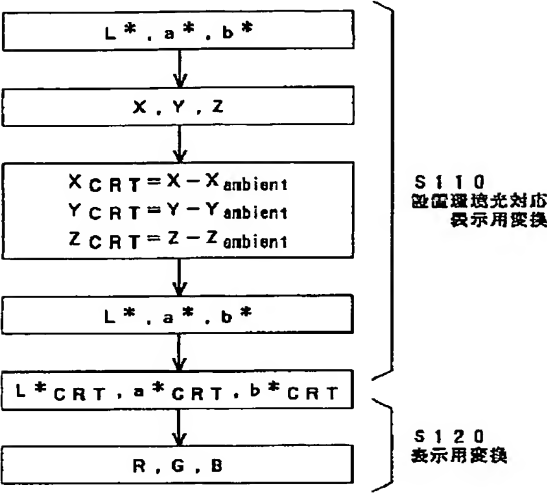 L*, a*, b*
X, Y, Z
XCRT=X-Xambient
YCRT=Y-Yambient
ZCRT=Z-Zambient
L*, a*, b*
L*CRT, a*CRT, b*CRT
R, G, B
S110
設置環境光対応
表示用変換
S120
表示用変換